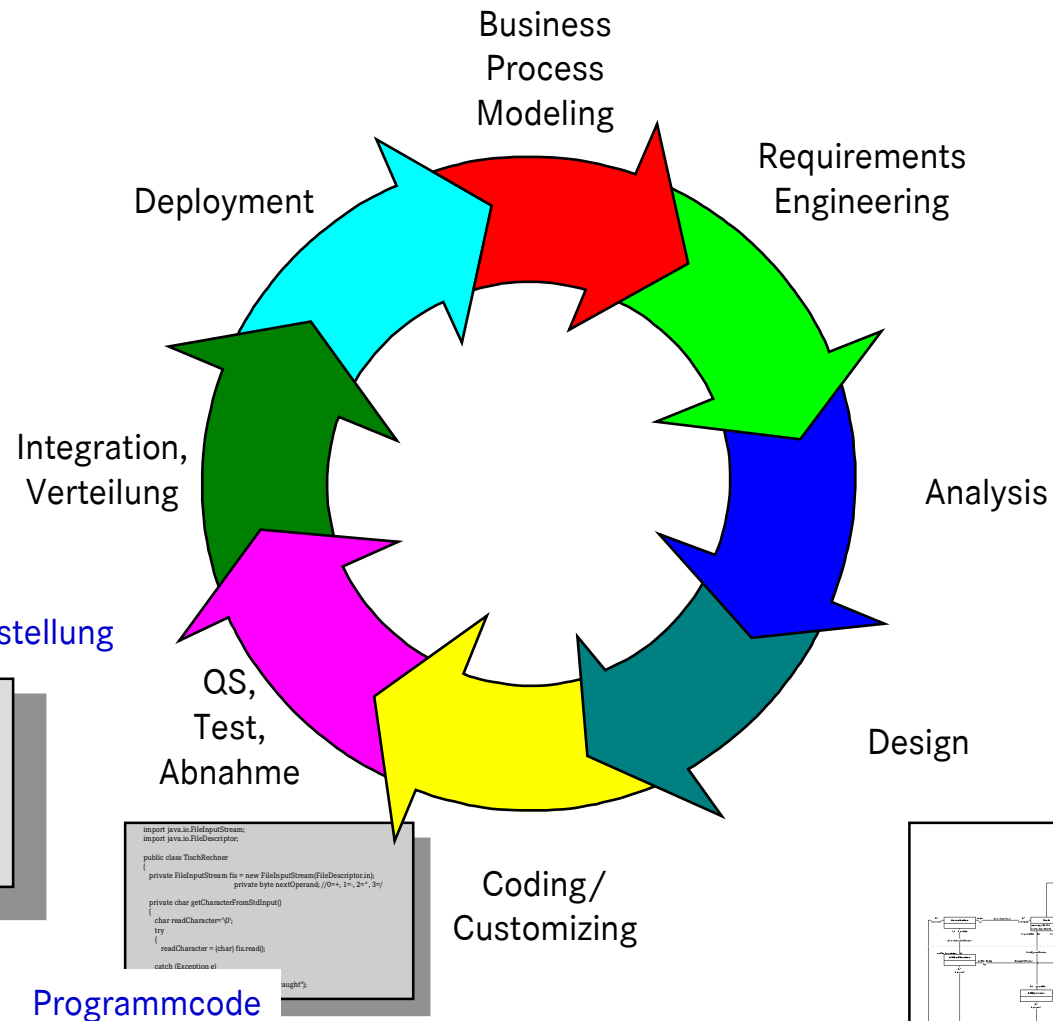 Business
Process
Modeling
Requirements
Engineering
Deployment
Integration,
Verteilung
Analysis
stellung
QS,
Test,
Abnahme
Design
import java.io.FileInputStream;
import java.io.FileDescriptor;
public class TischRechner
{
private FileInputStream fis = new FileInputStream(FileDescriptor.in);
private byte nextOperand; //0=+, 1=-, 2=*, 3=/
private char getCharacterFromStdInput()
{
char readCharacter='\0';
try
{
readCharacter = (char) fis.read();
catch (Exception e)
aught");
Coding/
Customizing
Programmcode